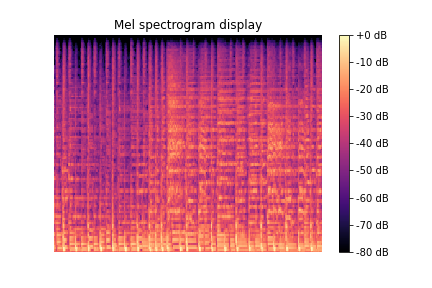 Mel spectrogram display
+0 dB
-10 dB
-20 dB
-30 dB
-40 dB
-50 dB
-60 dB
-70 dB
-80 dB